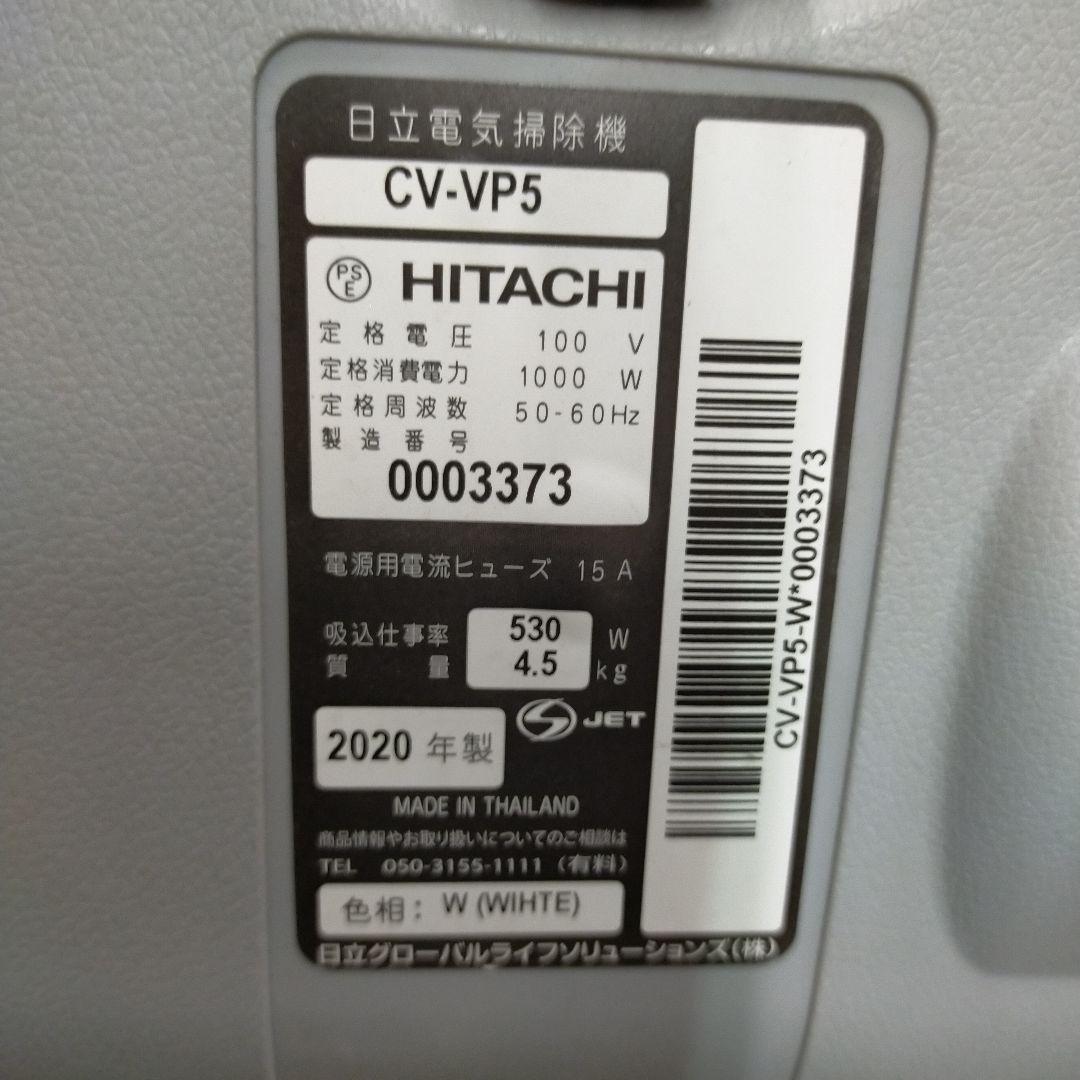 日立電気掃除機
CV-VP5
PSE HITACHI
定格電圧 100 V
定格消費電力 1000 W
定格周波数 50-60Hz
製造番号
0003373
電源用電流ヒューズ 15 A
吸込仕事率 530 W
質量 4.5 kg
S JET
2020 年製
MADE IN THAILAND
商品情報やお取り扱いについてのご相談は
TEL 050-3155-1111 (有料)
色相: W (WIHTE)
日立グローバルライフソリューションズ(株)
CV-VP5-W*0003373